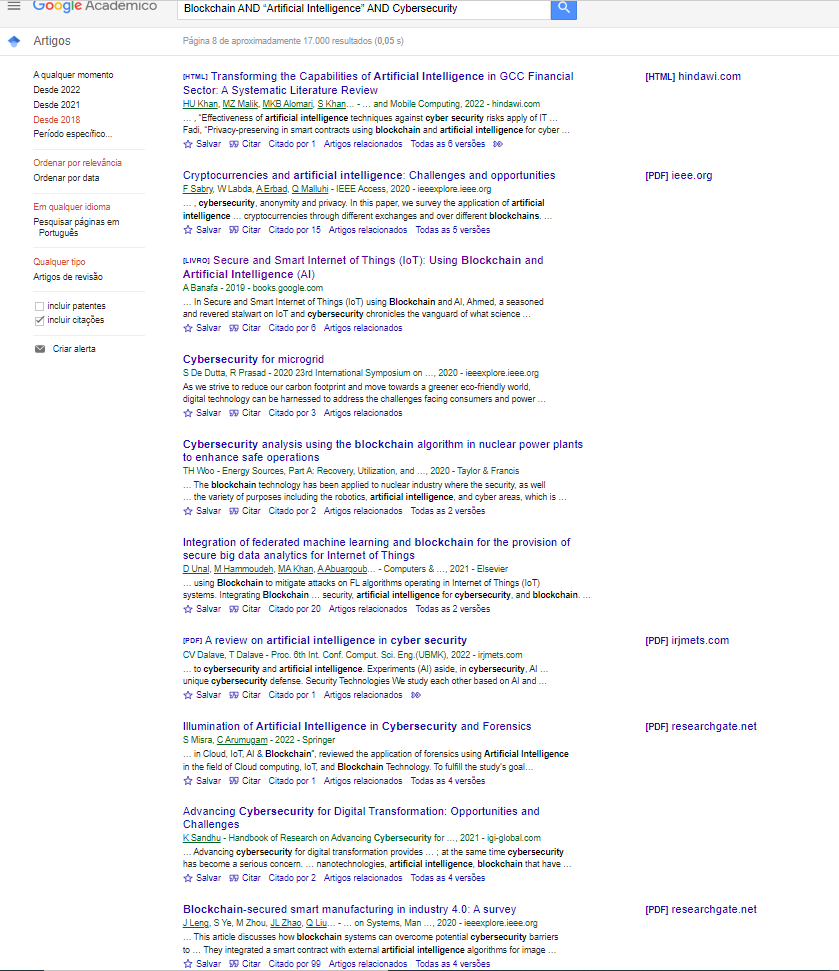 Google Acadêmico
Blockchain AND "Artificial Intelligence" AND Cybersecurity
Artigos
Página 8 de aproximadamente 17.000 resultados (0,05 s)
A qualquer momento
Desde 2022
Desde 2021
Desde 2018
Período específico...
Ordenar por relevância
Ordenar por data
Em qualquer idioma
Pesquisar páginas em
Português
Qualquer tipo
Artigos de revisão
incluir patentes
incluir citações
Criar alerta
[HTML] Transforming the Capabilities of Artificial Intelligence in GCC Financial
Sector: A Systematic Literature Review
HU Khan, MZ Malik, MKB Alomari, S Khan… - … and Mobile Computing, 2022 - hindawi.com
… , "Effectiveness of artificial intelligence techniques against cyber security risks apply of IT …
Fadi, "Privacy-preserving in smart contracts using blockchain and artificial intelligence for cyber …
Salvar Citar Citado por 1 Artigos relacionados Todas as 6 versões
[HTML] hindawi.com
Cryptocurrencies and artificial intelligence: Challenges and opportunities
F Sabry, W Labda, A Erbad, Q Malluhi - IEEE Access, 2020 - ieeexplore.ieee.org
… , cybersecurity, anonymity and privacy. In this paper, we survey the application of artificial
intelligence … cryptocurrencies through different exchanges and over different blockchains. …
Salvar Citar Citado por 15 Artigos relacionados Todas as 5 versões
[PDF] ieee.org
[LIVRO] Secure and Smart Internet of Things (IoT): Using Blockchain and
Artificial Intelligence (AI)
A Banafa - 2019 - books.google.com
… In Secure and Smart Internet of Things (IoT) using Blockchain and AI, Ahmed, a seasoned
and revered stalwart on IoT and cybersecurity chronicles the vanguard of what science …
Salvar Citar Citado por 6 Artigos relacionados
Cybersecurity for microgrid
S De Dutta, R Prasad - 2020 23rd International Symposium on …, 2020 - ieeexplore.ieee.org
As we strive to reduce our carbon footprint and move towards a greener eco-friendly world,
digital technology can be harnessed to address the challenges facing consumers and power …
Salvar Citar Citado por 3 Artigos relacionados
Cybersecurity analysis using the blockchain algorithm in nuclear power plants
to enhance safe operations
TH Woo - Energy Sources, Part A: Recovery, Utilization, and …, 2020 - Taylor & Francis
… The blockchain technology has been applied to nuclear industry where the security, as well
… the variety of purposes including the robotics, artificial intelligence, and cyber areas, which is …
Salvar Citar Citado por 2 Artigos relacionados Todas as 2 versões
Integration of federated machine learning and blockchain for the provision of
secure big data analytics for Internet of Things
D Unal, M Hammoudeh, MA Khan, A Abuarqoub… - Computers & …, 2021 - Elsevier
… using Blockchain to mitigate attacks on FL algorithms operating in Internet of Things (IoT)
systems. Integrating Blockchain … security, artificial intelligence for cybersecurity, and blockchain. …
Salvar Citar Citado por 20 Artigos relacionados Todas as 2 versões
[PDF] A review on artificial intelligence in cyber security
CV Dalave, T Dalave - Proc. 6th Int. Conf. Comput. Sci. Eng.(UBMK), 2022 - irjmets.com
… to cybersecurity and artificial intelligence. Experiments (AI) aside, in cybersecurity, AI …
unique cybersecurity defense. Security Technologies We study each other based on AI and …
Salvar Citar Citado por 1 Artigos relacionados
[PDF] irjmets.com
Illumination of Artificial Intelligence in Cybersecurity and Forensics
S Misra, C Arumugam - 2022 - Springer
… in Cloud, IoT, AI & Blockchain", reviewed the application of forensics using Artificial Intelligence
in the field of Cloud computing, IoT, and Blockchain Technology. To fulfill the study's goal…
Salvar Citar Citado por 1 Artigos relacionados Todas as 4 versões
[PDF] researchgate.net
Advancing Cybersecurity for Digital Transformation: Opportunities and
Challenges
K Sandhu - Handbook of Research on Advancing Cybersecurity for …, 2021 - igi-global.com
… Advancing cybersecurity for digital transformation provides … ; at the same time cybersecurity
has become a serious concern. … nanotechnologies, artificial intelligence, blockchain that have …
Salvar Citar Citado por 2 Artigos relacionados Todas as 4 versões
Blockchain-secured smart manufacturing in industry 4.0: A survey
J Leng, S Ye, M Zhou, JL Zhao, Q Liu… - … on Systems, Man …, 2020 - ieeexplore.ieee.org
… This article discusses how blockchain systems can overcome potential cybersecurity barriers
to … They integrated a smart contract with external artificial intelligence algorithms for image …
Salvar Citar Citado por 99 Artigos relacionados Todas as 4 versões
[PDF] researchgate.net